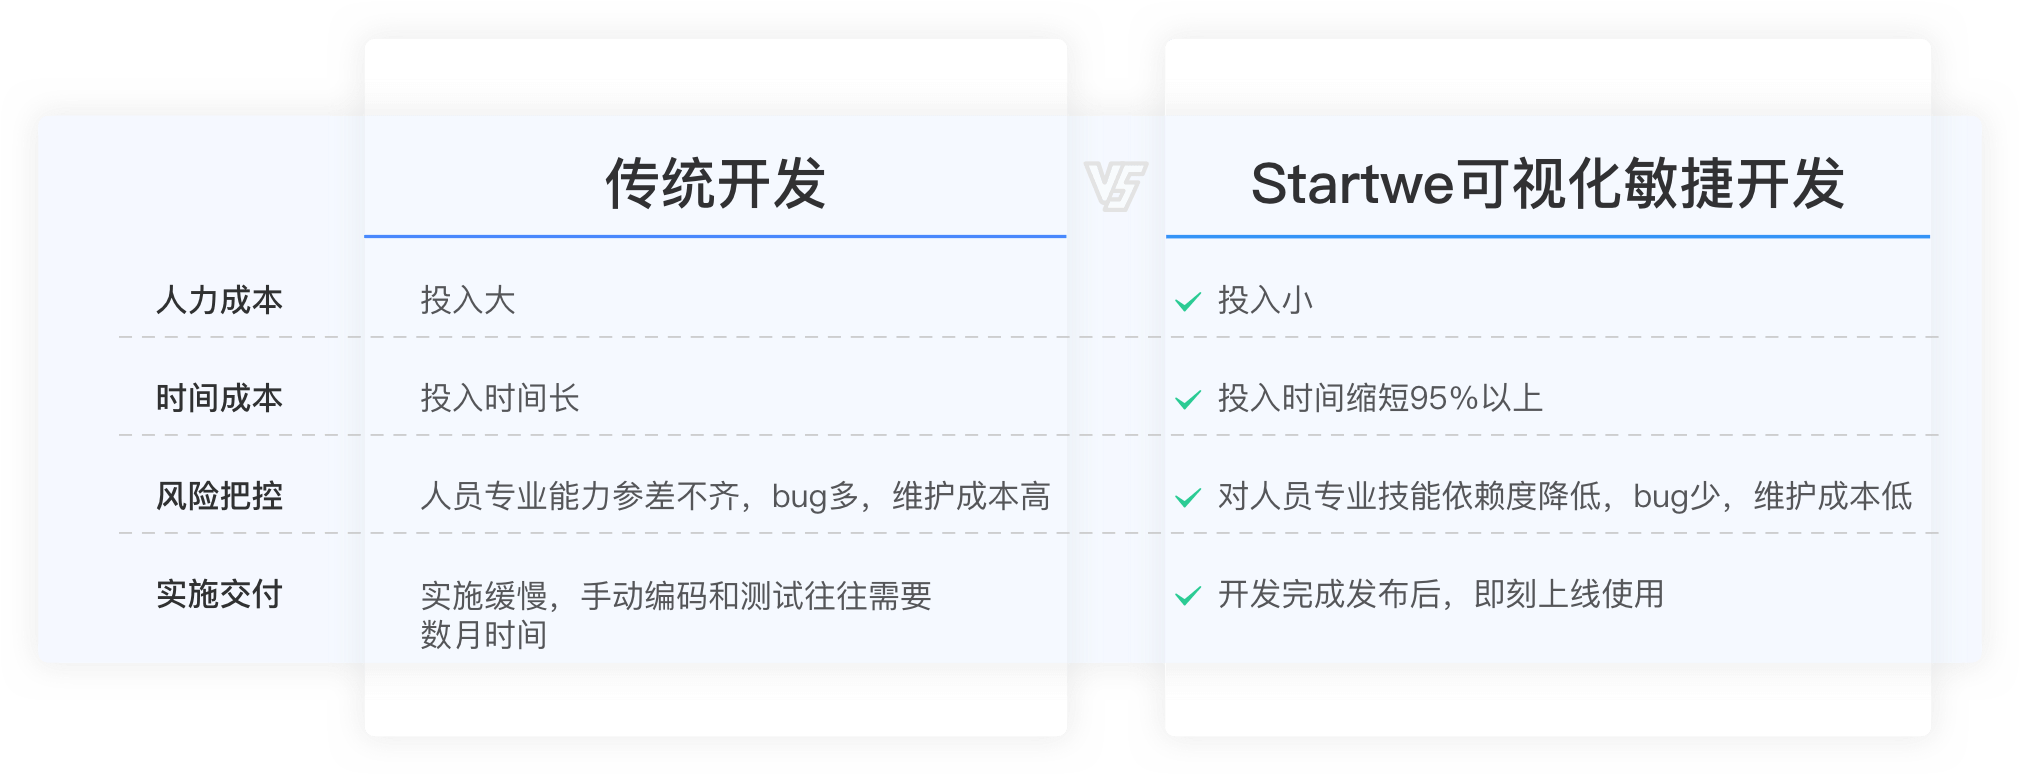 传统开发
VS
Startwe可视化敏捷开发
人力成本
投入大
投入小
时间成本
投入时间长
投入时间缩短95%以上
风险把控
人员专业能力参差不齐，bug多，维护成本高
对人员专业技能依赖度降低，bug少，维护成本低
实施交付
实施缓慢，手动编码和测试往往需要
数月时间
开发完成发布后，即刻上线使用